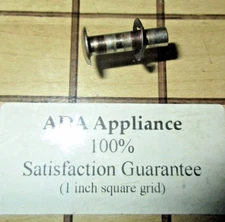 ADA Appliance
100%
Satisfaction Guarantee
(1 inch square grid)